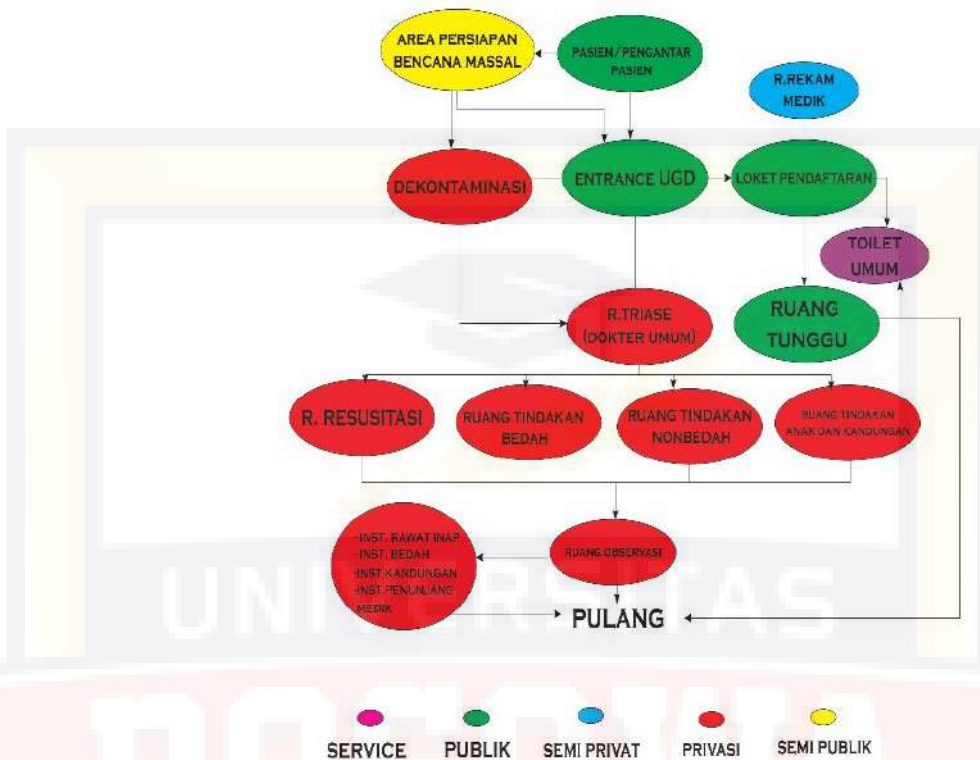 AREA PERSIAPAN
BENCANA MASSAL
PASIEN/PENGANTAR
PASIEN
R.REKAM
MEDIK
DEKONTAMINASI
ENTRANCE UGD
LOKET PENDAFTARAN
TOILET
UMUM
R.TRIASE
(DOKTER UMUM)
RUANG
TUNGGU
R. RESUSITASI
RUANG TINDAKAN
BEDAH
RUANG TINDAKAN
NONBEDAH
RUANG TINDAKAN
ANAK DAN KANDUNGAN
-INST. RAWAT INAP
-INST. BEDAH
-INST.KANDUNGAN
-INST.PENUNJANG
MEDIK
RUANG OBSERVASI
PULANG
UNIVERSITAS
BOSOWA
SERVICE
PUBLIK
SEMI PRIVAT
PRIVASI
SEMI PUBLIK